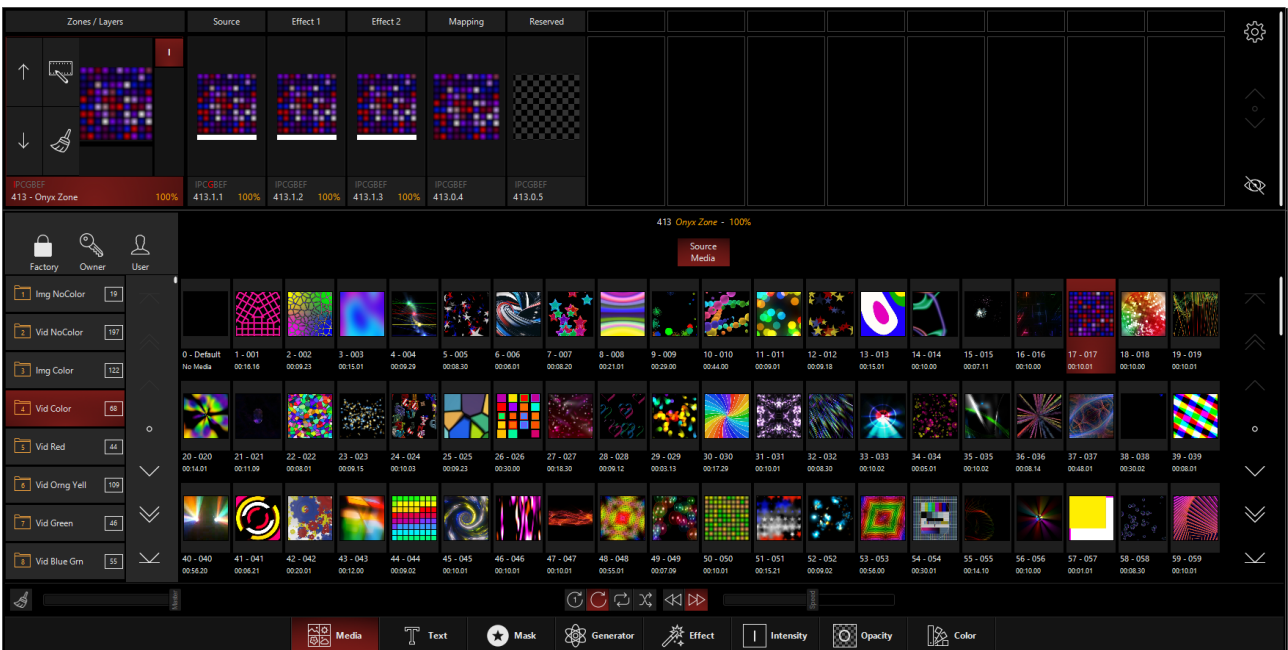 Zones / Layers Source Effect 1 Effect 2 Mapping Reserved
I
IPCGBEF IPCGBEF IPCGBEF IPCGBEF IPCGBEF IPCGBEF
413 - Onyx Zone 100% 413.1.1 100% 413.1.2 100% 413.1.3 100% 413.0.4 413.0.5
413 Onyx Zone - 100%
Source
Media
Factory Owner User
1 Img NoColor 19
2 Vid NoColor 197
3 Img Color 122
4 Vid Color 68
5 Vid Red 44
6 Vid Orng Yell 109
7 Vid Green 46
8 Vid Blue Grn 55
0 - Default 1 - 001 2 - 002 3 - 003 4 - 004 5 - 005 6 - 006 7 - 007 8 - 008 9 - 009 10 - 010 11 - 011 12 - 012 13 - 013 14 - 014 15 - 015 16 - 016 17 - 017 18 - 018 19 - 019
No Media 00:16.16 00:09.23 00:15.01 00:09.29 00:08.30 00:06.01 00:08.20 00:21.01 00:29.00 00:44.00 00:09.01 00:09.18 00:15.01 00:10.00 00:07.11 00:10.00 00:10.01 00:10.00 00:10.01
20 - 020 21 - 021 22 - 022 23 - 023 24 - 024 25 - 025 26 - 026 27 - 027 28 - 028 29 - 029 30 - 030 31 - 031 32 - 032 33 - 033 34 - 034 35 - 035 36 - 036 37 - 037 38 - 038 39 - 039
00:14.01 00:11.09 00:08.01 00:09.15 00:10.03 00:09.23 00:30.00 00:18.30 00:09.12 00:03.13 00:17.29 00:10.01 00:08.30 00:10.02 00:05.01 00:10.02 00:08.14 00:48.01 00:30.02 00:08.01
40 - 040 41 - 041 42 - 042 43 - 043 44 - 044 45 - 045 46 - 046 47 - 047 48 - 048 49 - 049 50 - 050 51 - 051 52 - 052 53 - 053 54 - 054 55 - 055 56 - 056 57 - 057 58 - 058 59 - 059
00:56.20 00:06.21 00:20.01 00:12.00 00:09.02 00:10.01 00:10.01 00:10.01 00:55.01 00:07.09 00:10.01 00:15.21 00:09.02 00:56.00 00:30.01 00:14.10 00:10.00 00:01.01 00:08.30 00:10.01
Master 1 Speed
Media T Text Mask Generator Effect I Intensity Opacity Color